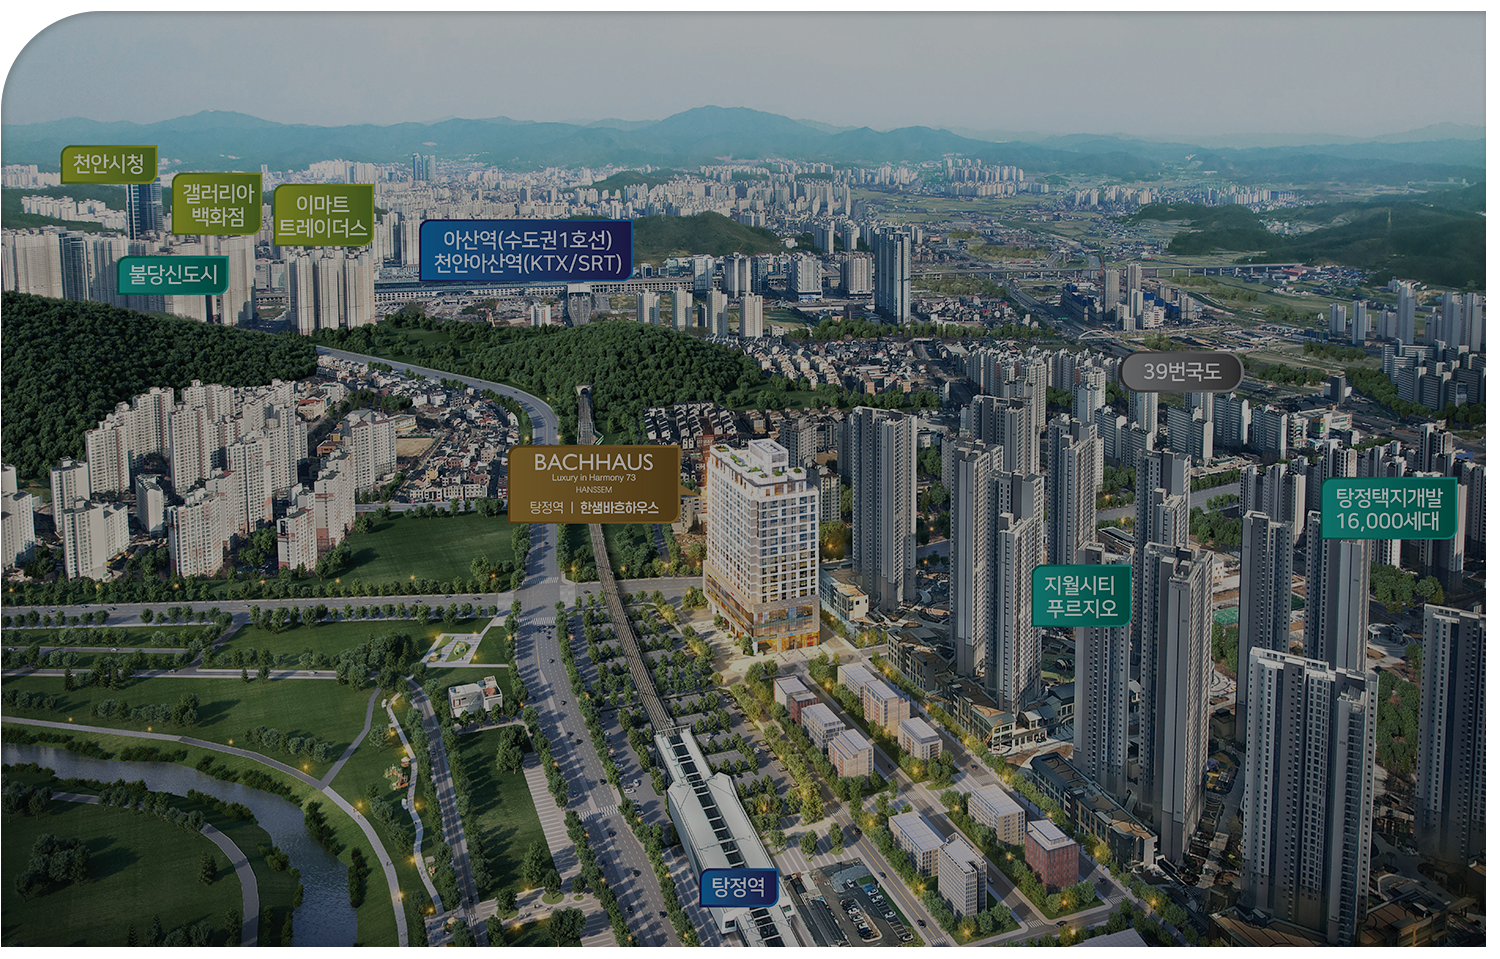 천안시청
갤러리아
백화점
이마트
트레이더스
불당신도시
아산역(수도권1호선)
천안아산역(KTX/SRT)
39번국도
BACHHAUS
Luxury in Harmony 73
HANSSEM
탕정역 | 한샘바흐하우스
탕정택지개발
16,000세대
지월시티
푸르지오
탕정역